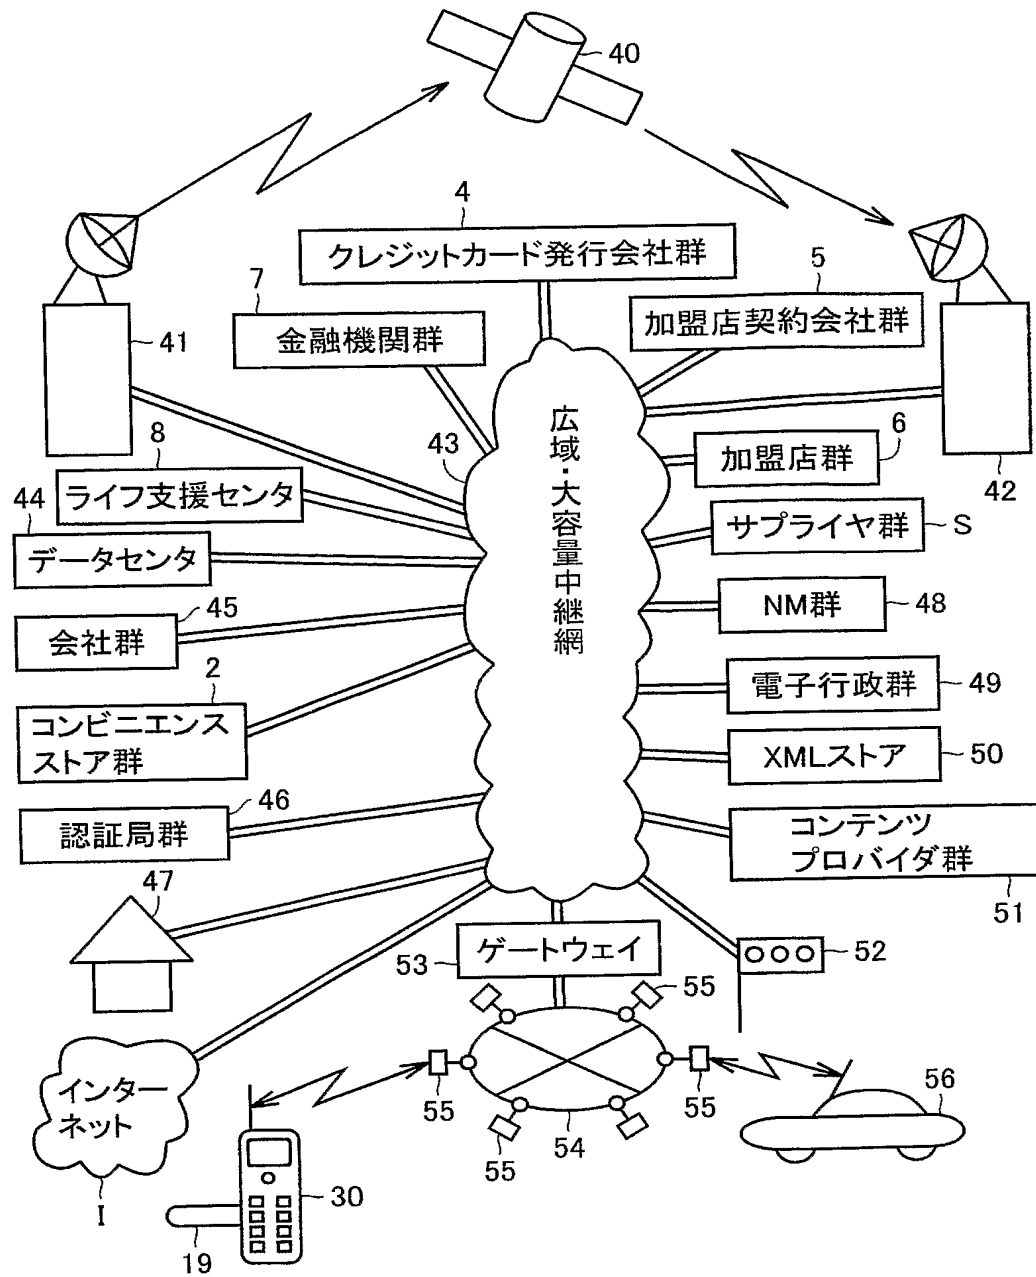 40
4
クレジットカード発行会社群
7
金融機関群
5
加盟店契約会社群
41
42
43
広域・大容量中継網
8
ライフ支援センタ
6
加盟店群
44
データセンタ
サプライヤ群
S
45
会社群
NM群
48
2
コンビニエンス
ストア群
電子行政群
49
XMLストア
50
46
認証局群
コンテンツ
プロバイダ群
51
47
53
ゲートウェイ
52
55
インター
ネット
I
55
55
55
54
56
30
19